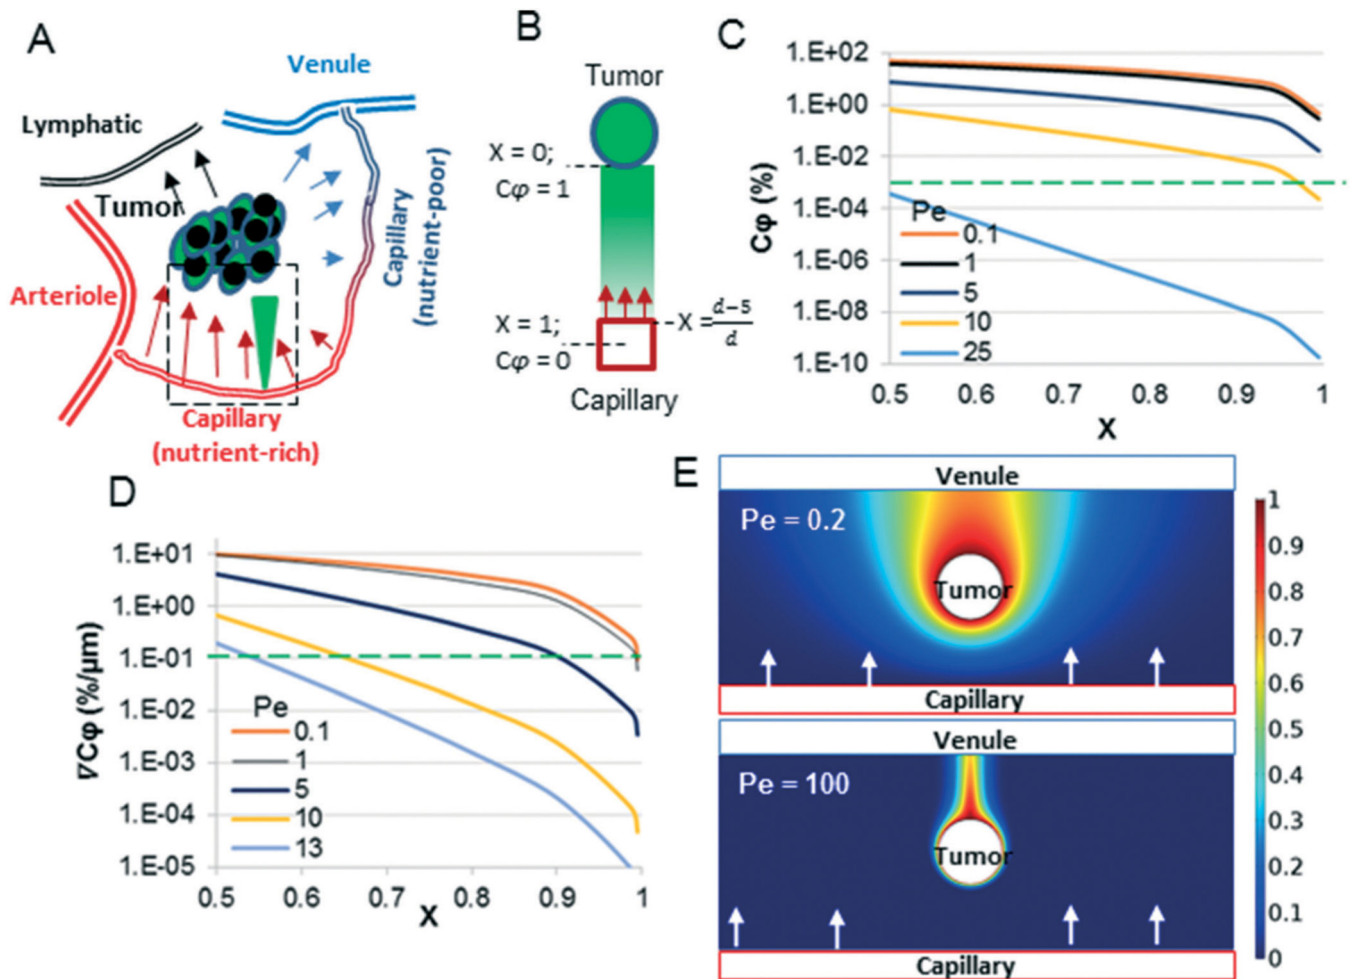 A
Venule
Lymphatic
Tumor
Capillary
(nutrient-poor)
Arteriole
Capillary
(nutrient-rich)
B
Tumor
X = 0;
Cφ = 1
X = 1;
Cφ = 0
X = d−5
d
Capillary
C
Cφ (%)
1.E+02
1.E+00
1.E-02
1.E-04
1.E-06
1.E-08
1.E-10
Pe
0.1
1
5
10
25
0.5 0.6 0.7 0.8 0.9 1
X
D
∇Cφ (%/μm)
1.E+01
1.E+00
1.E-01
1.E-02
1.E-03
1.E-04
1.E-05
Pe
0.1
1
5
10
13
0.5 0.6 0.7 0.8 0.9 1
X
E
Venule
Pe = 0.2
Tumor
Capillary
Venule
Pe = 100
Tumor
Capillary
1
0.9
0.8
0.7
0.6
0.5
0.4
0.3
0.2
0.1
0